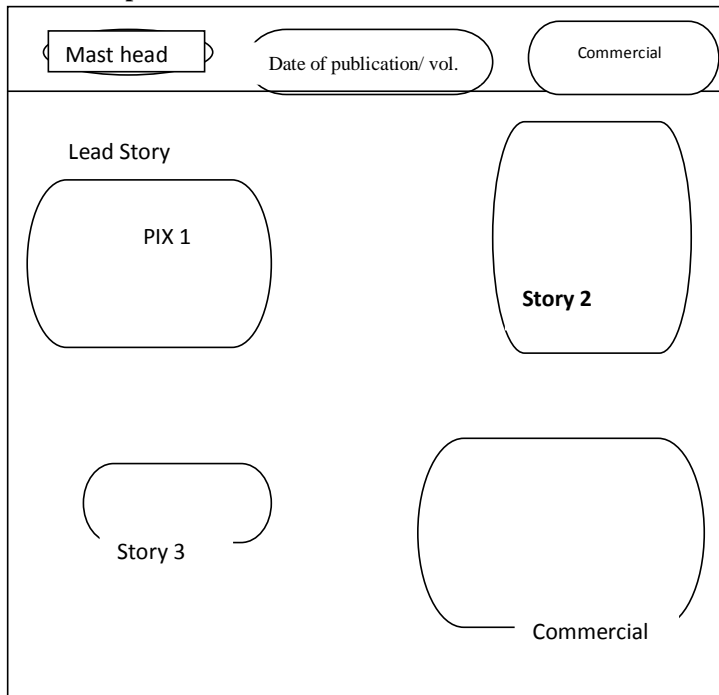 Mast head
Date of publication/ vol.
Commercial
Lead Story
PIX 1
Story 2
Story 3
Commercial